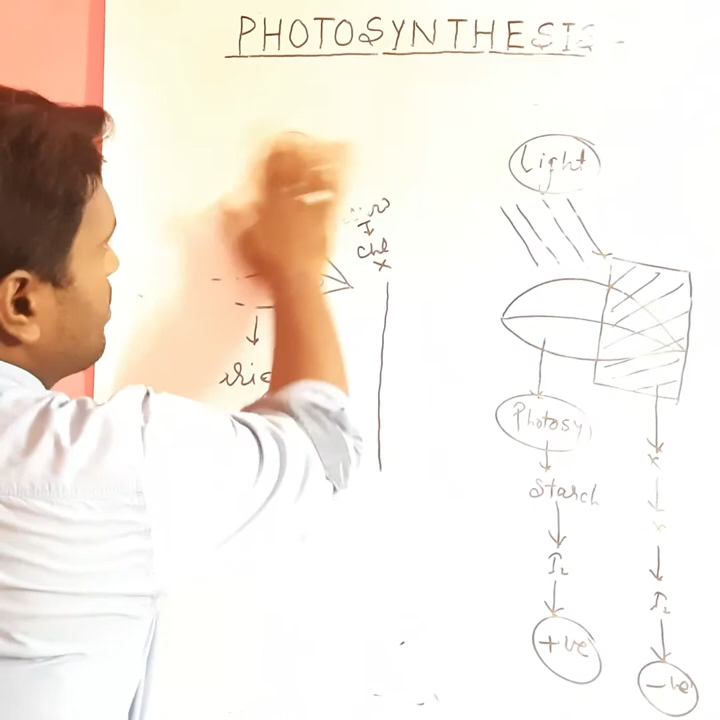 PHOTOSYNTHESIS
Light
Chl
x
Photosy
Starch
x
x
I2
I2
+ve
-ve